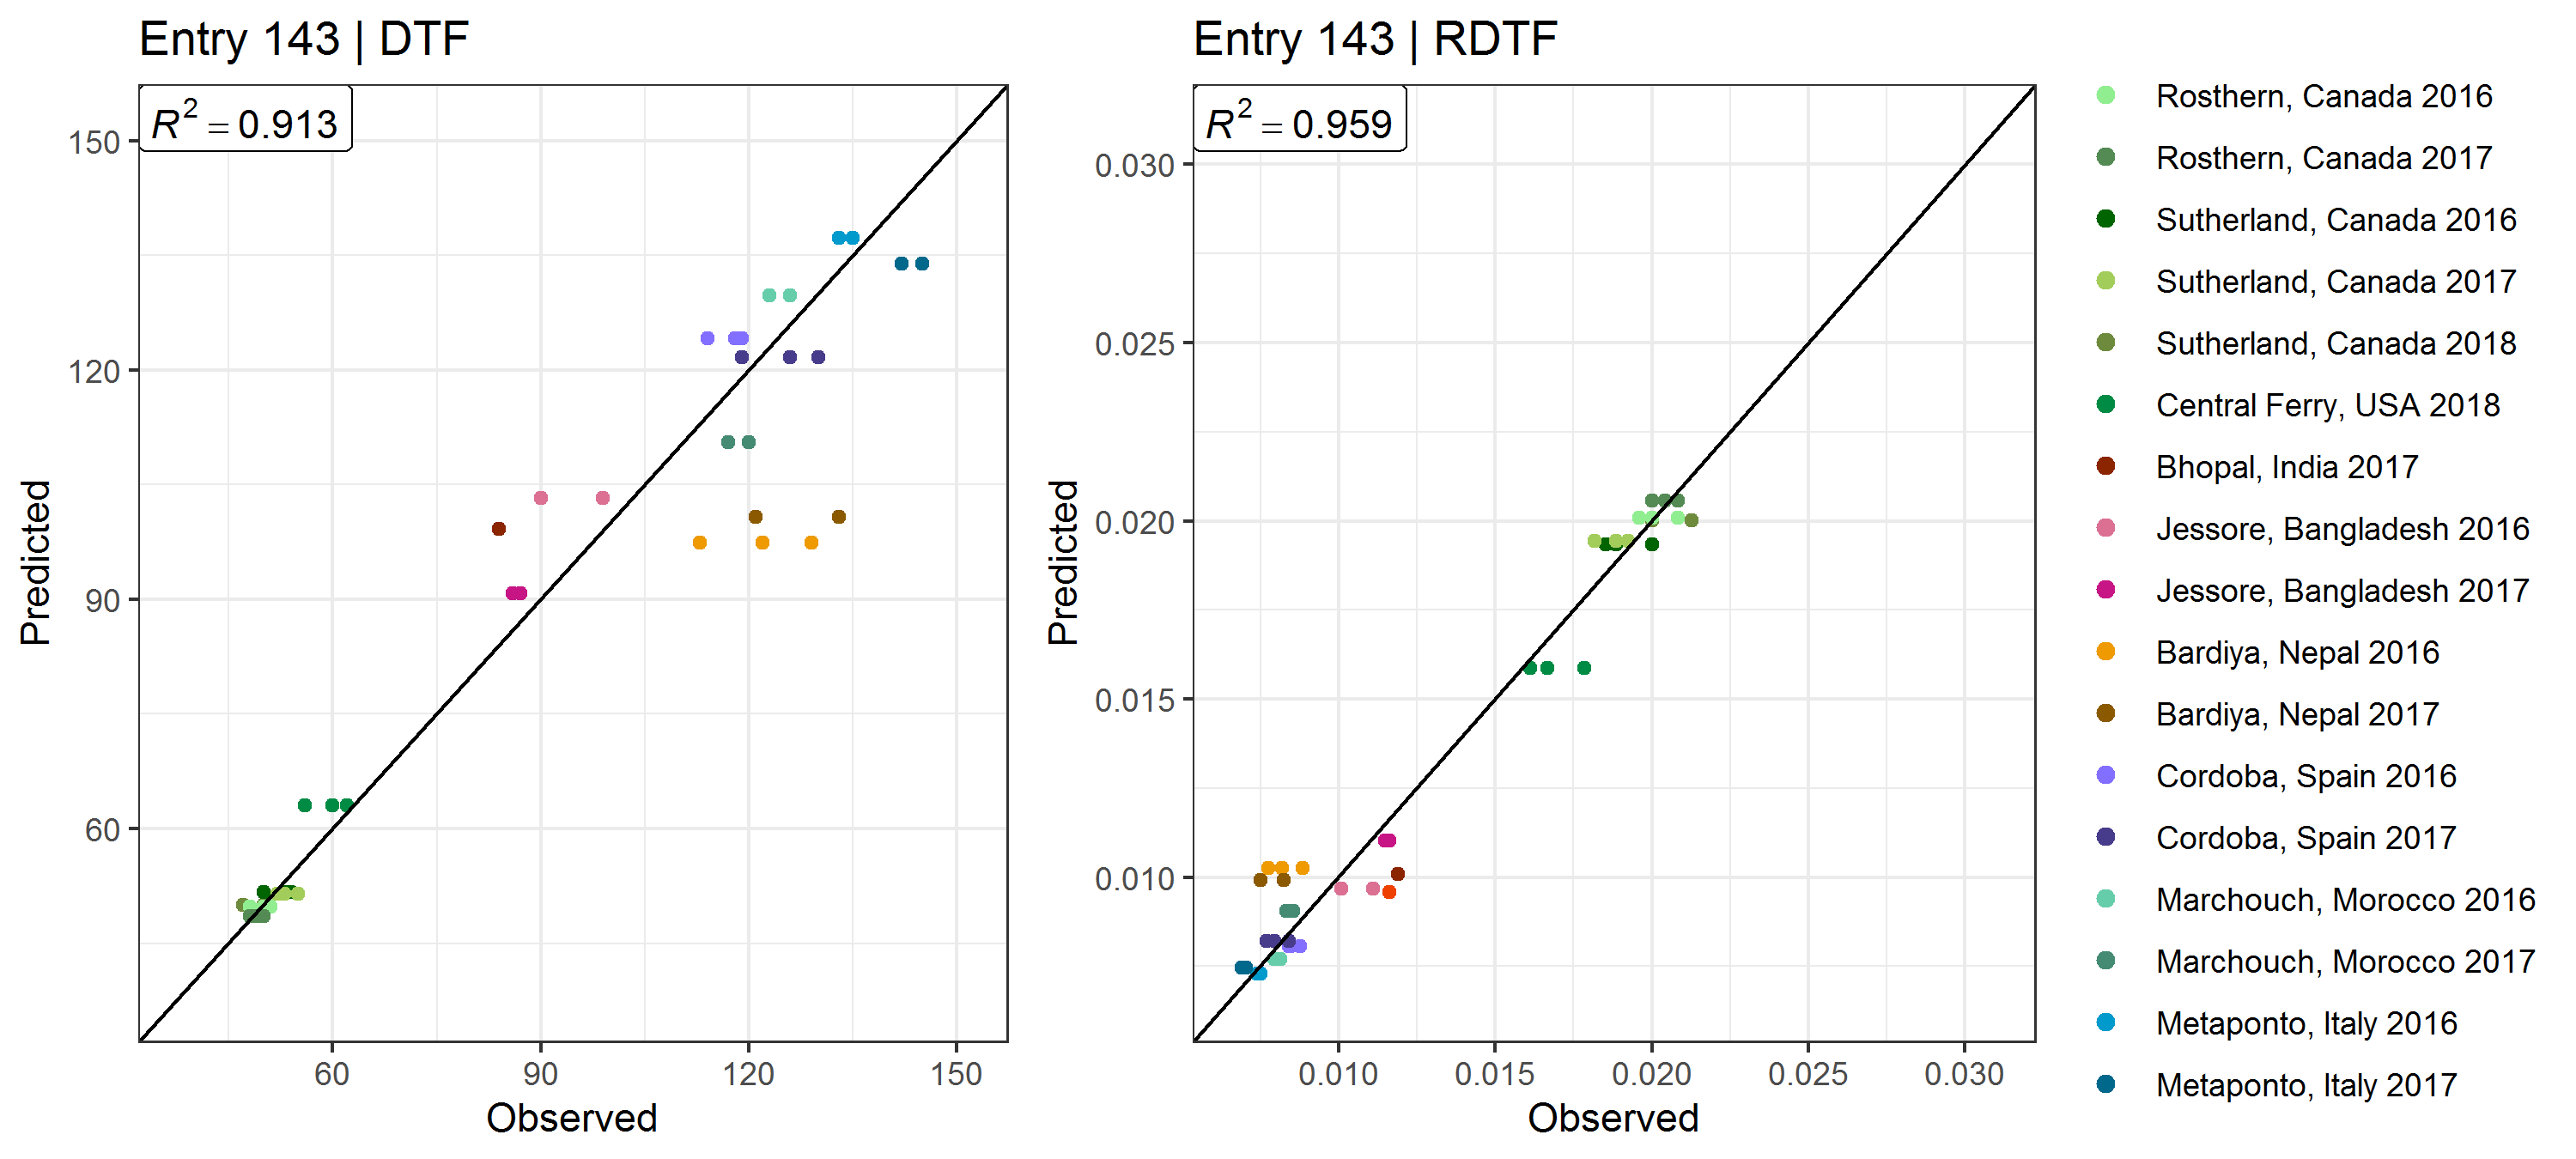 Entry 143 | DTF
R² = 0.913
150
120
90
60
60 90 120 150
Observed
Predicted
Entry 143 | RDTF
R² = 0.959
0.030
0.025
0.020
0.015
0.010
0.010 0.015 0.020 0.025 0.030
Observed
Predicted
Rosthern, Canada 2016
Rosthern, Canada 2017
Sutherland, Canada 2016
Sutherland, Canada 2017
Sutherland, Canada 2018
Central Ferry, USA 2018
Bhopal, India 2017
Jessore, Bangladesh 2016
Jessore, Bangladesh 2017
Bardiya, Nepal 2016
Bardiya, Nepal 2017
Cordoba, Spain 2016
Cordoba, Spain 2017
Marchouch, Morocco 2016
Marchouch, Morocco 2017
Metaponto, Italy 2016
Metaponto, Italy 2017